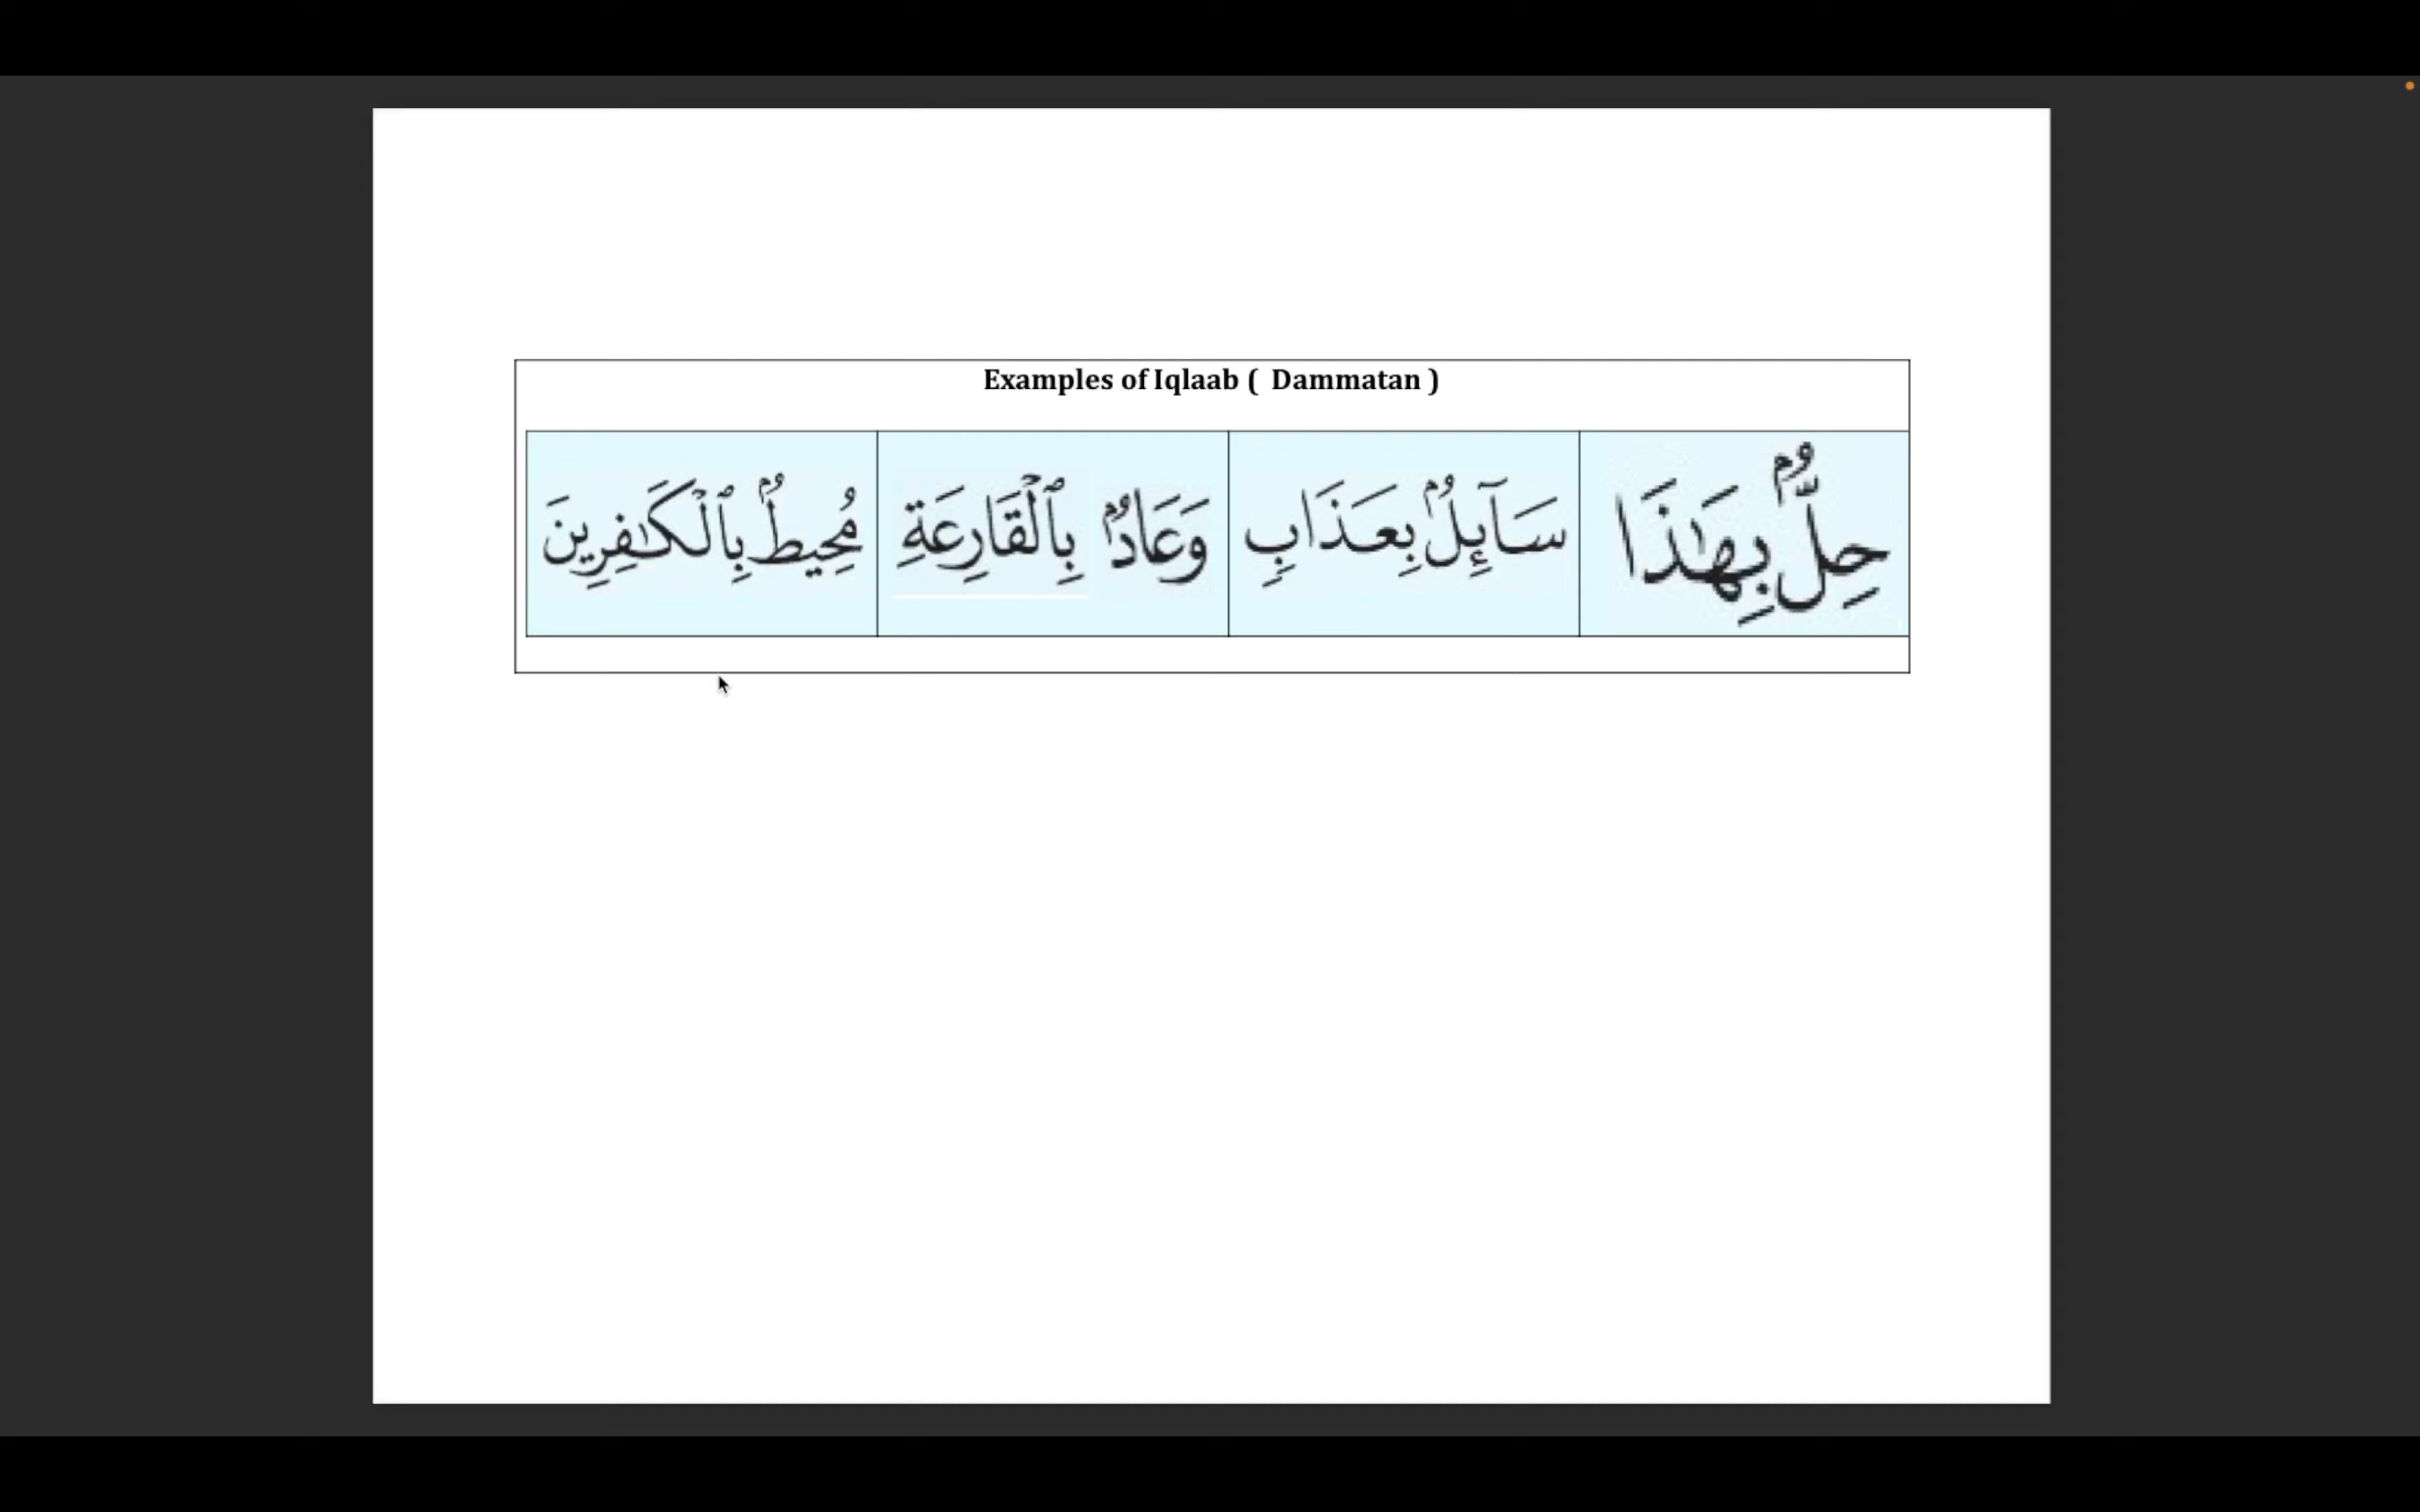 Examples of Iqlaab ( Dammatan )
حِلُّۢ بِهَٰذَا
سَآئِلُۢ بِعَذَابٍ
وَعَادُۢ بِٱلْقَارِعَةِ
مُحِيطُۢ بِٱلْكَٰفِرِينَ